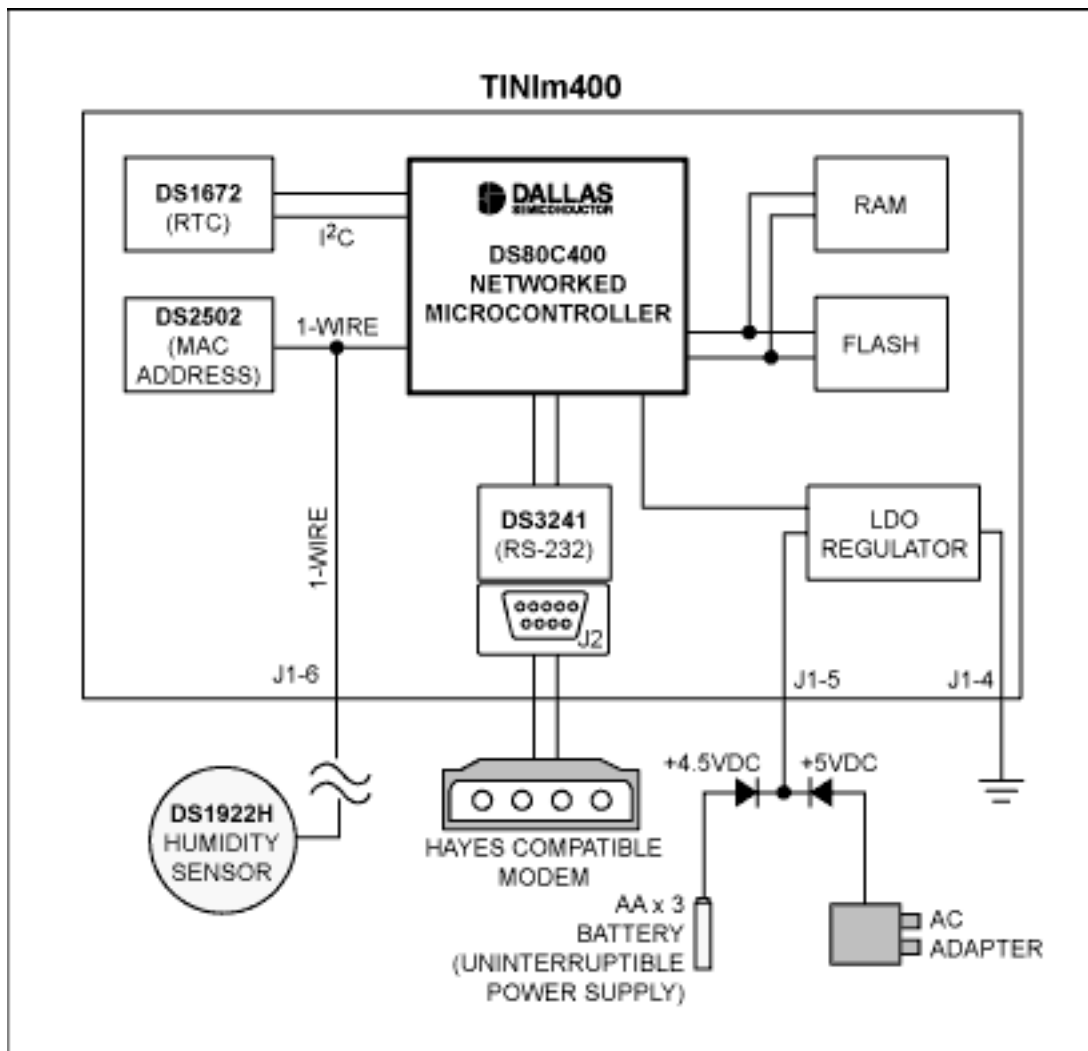 TINIm400
DS1672
(RTC)
I²C
DS2502
(MAC
ADDRESS)
1-WIRE
DALLAS
SEMICONDUCTOR
DS80C400
NETWORKED
MICROCONTROLLER
RAM
FLASH
1-WIRE
DS3241
(RS-232)
J2
LDO
REGULATOR
J1-6
J1-5
J1-4
+4.5VDC
+5VDC
DS1922H
HUMIDITY
SENSOR
HAYES COMPATIBLE
MODEM
AA x 3
BATTERY
(UNINTERRUPTIBLE
POWER SUPPLY)
AC
ADAPTER